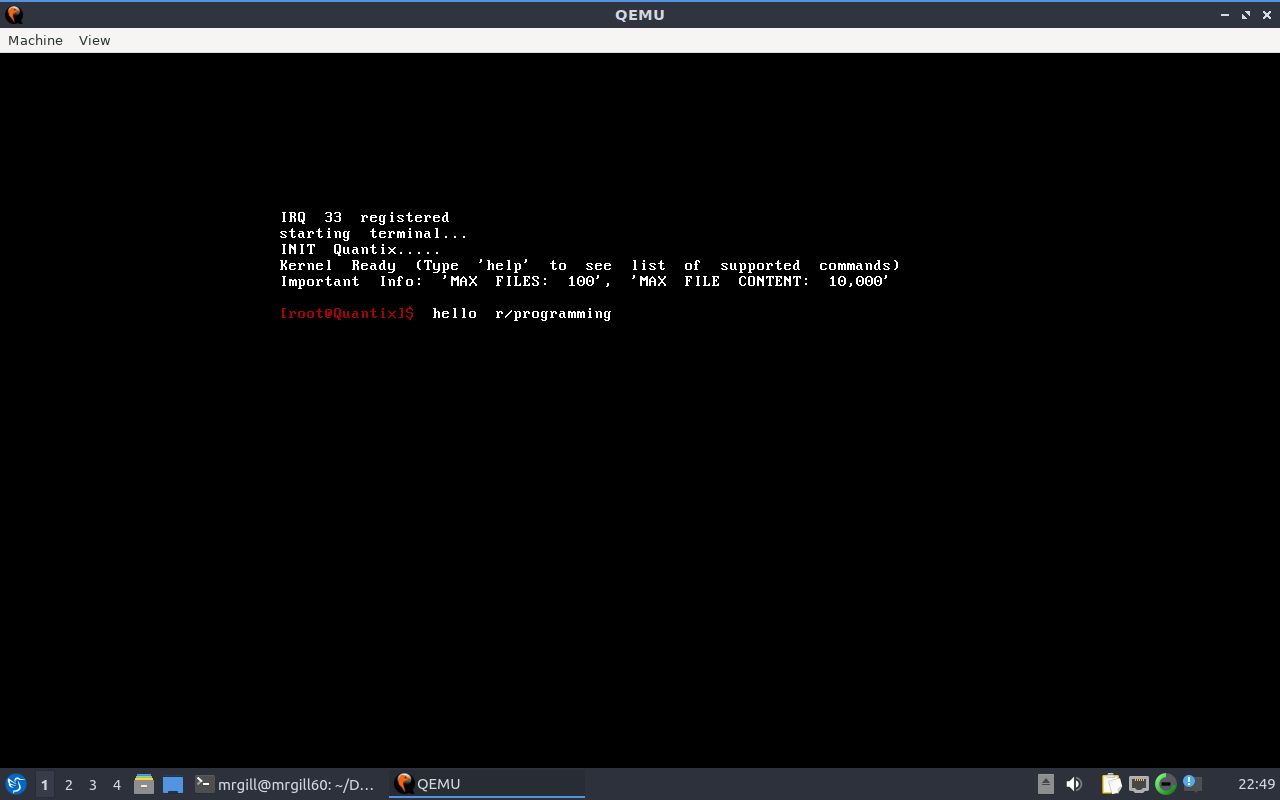 QEMU
Machine View
IRQ 33 registered
starting terminal...
INIT Quantix.....
Kernel Ready (Type 'help' to see list of supported commands)
Important Info: 'MAX FILES: 100', 'MAX FILE CONTENT: 10,000'
[root@Quantix]$ hello r/programming
1 2 3 4 mrgill@mrgill60: ~/D... QEMU 22:49